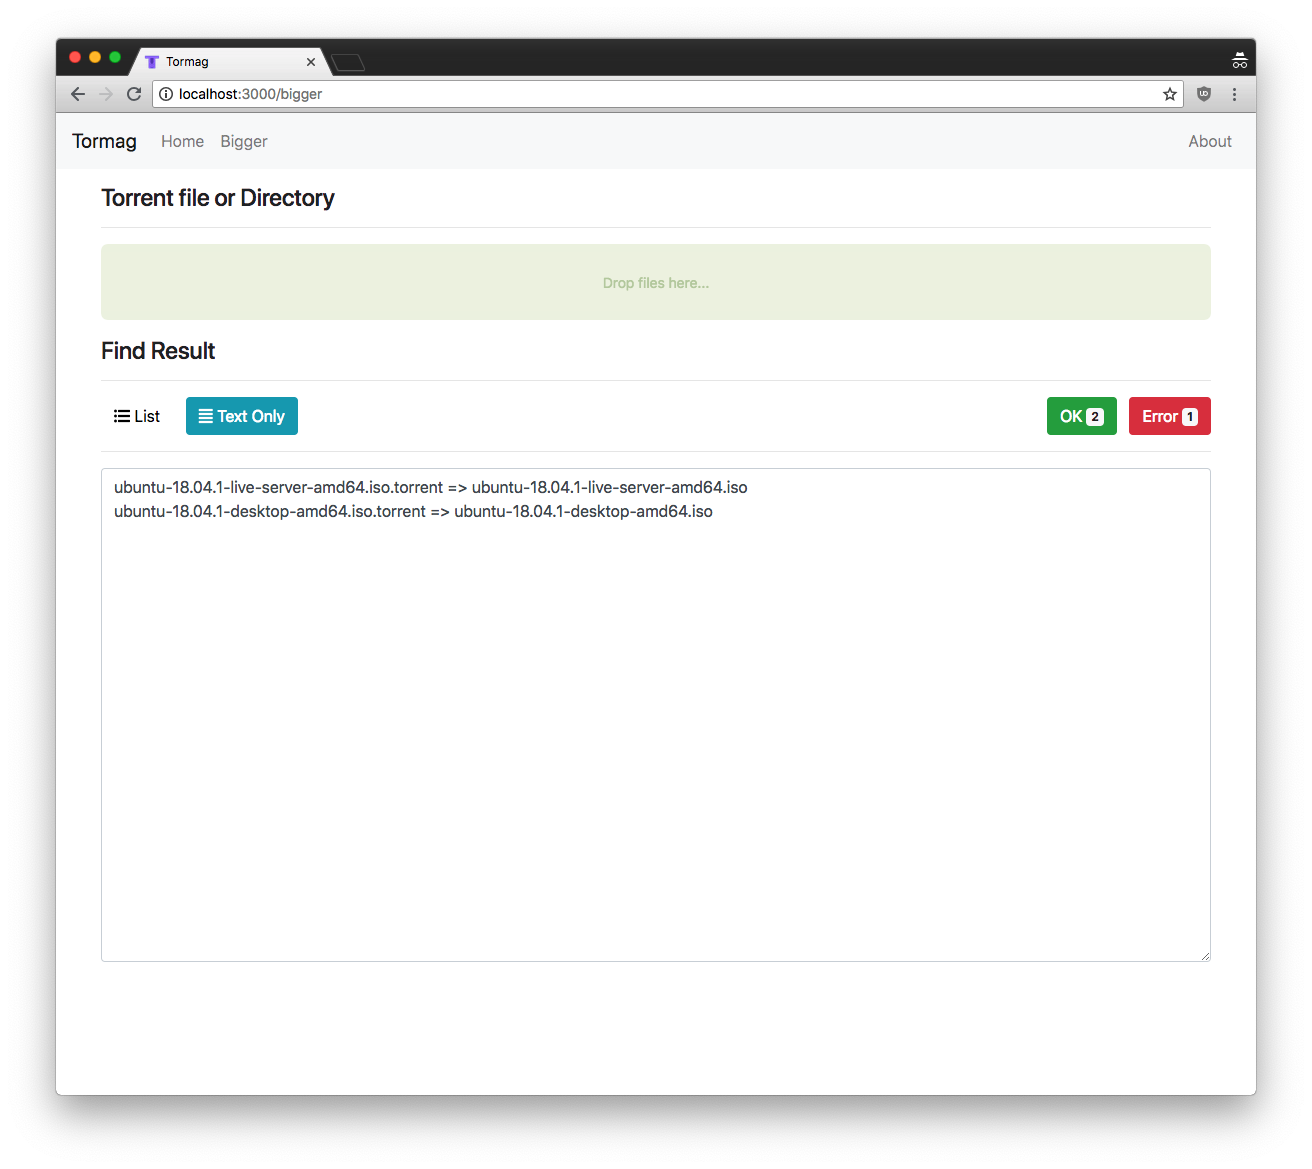 Tormag
localhost:3000/bigger
Tormag Home Bigger About
Torrent file or Directory
Drop files here...
Find Result
List Text Only OK 2 Error 1
ubuntu-18.04.1-live-server-amd64.iso.torrent => ubuntu-18.04.1-live-server-amd64.iso
ubuntu-18.04.1-desktop-amd64.iso.torrent => ubuntu-18.04.1-desktop-amd64.iso